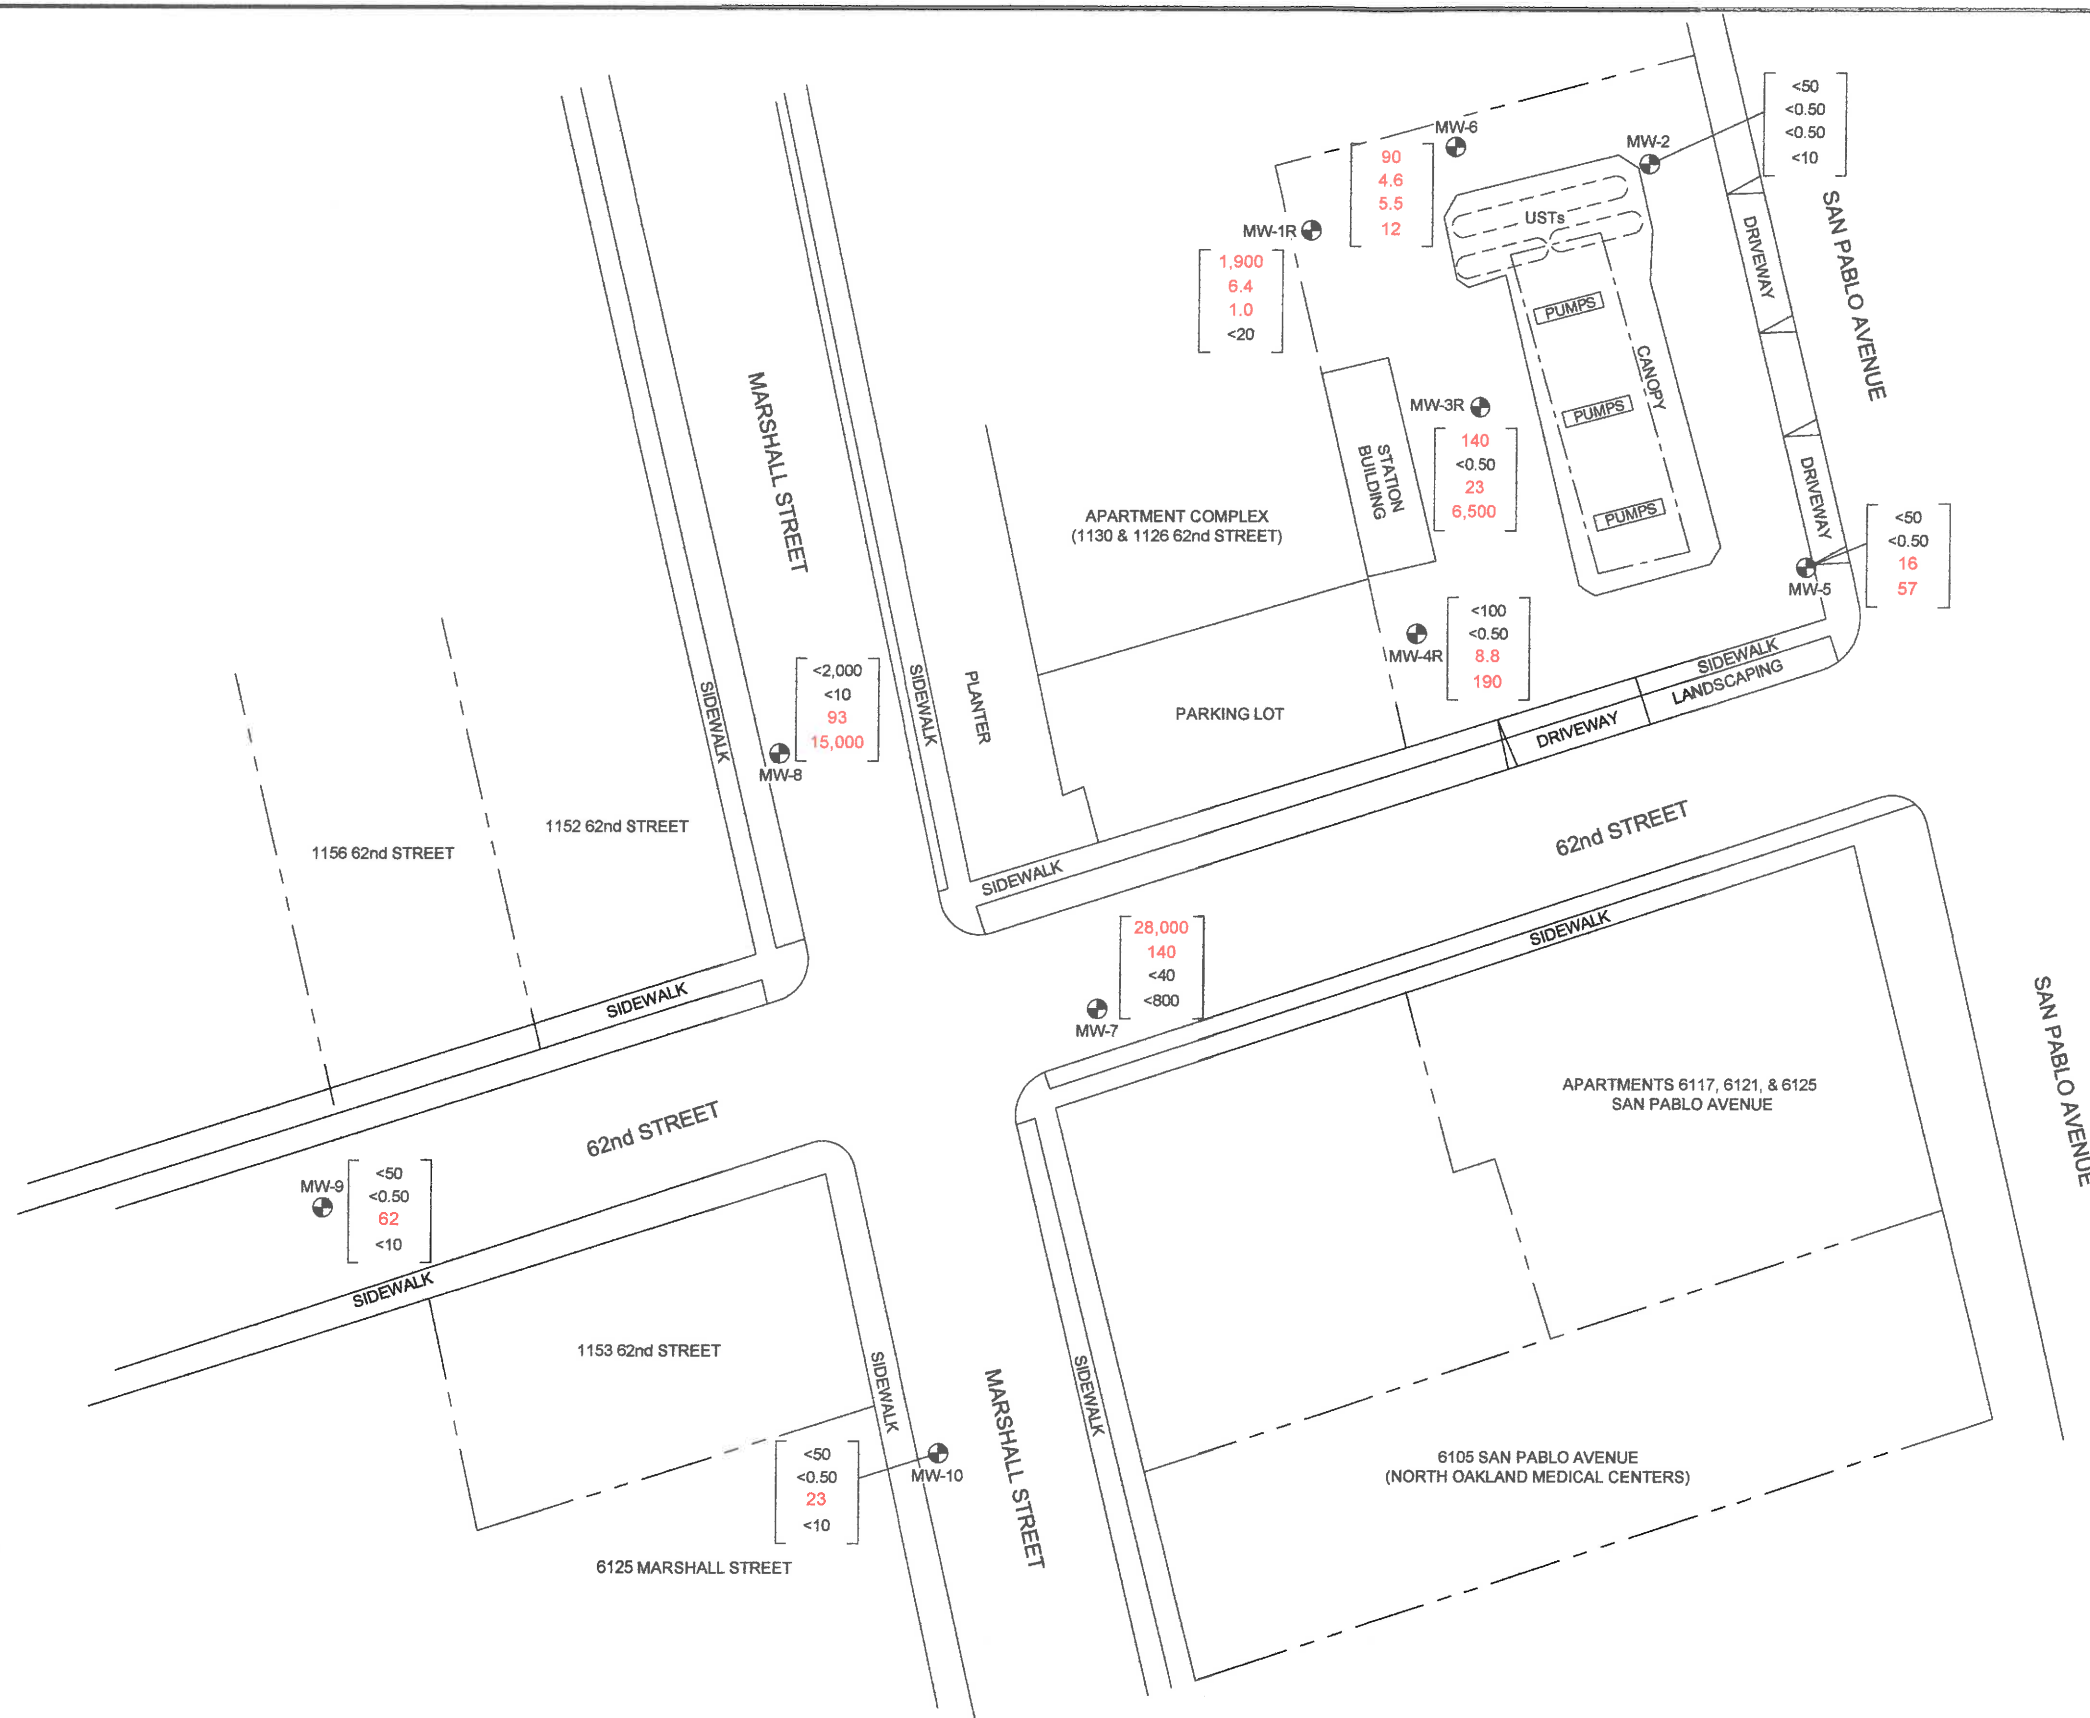 MW-6
90
4.6
5.5
12
MW-2
<50
<0.50
<0.50
<10
MW-1R
1,900
6.4
1.0
<20
USTs
PUMPS
PUMPS
PUMPS
CANOPY
DRIVEWAY
DRIVEWAY
SAN PABLO AVENUE
MW-3R
140
<0.50
23
6,500
STATION
BUILDING
MARSHALL STREET
APARTMENT COMPLEX
(1130 & 1126 62nd STREET)
<50
<0.50
16
57
MW-5
MW-4R
<100
<0.50
8.8
190
SIDEWALK
LANDSCAPING
DRIVEWAY
PARKING LOT
PLANTER
SIDEWALK
SIDEWALK
<2,000
<10
93
15,000
MW-8
1152 62nd STREET
1156 62nd STREET
62nd STREET
SIDEWALK
SIDEWALK
28,000
140
<40
<800
MW-7
SIDEWALK
SAN PABLO AVENUE
APARTMENTS 6117, 6121, & 6125
SAN PABLO AVENUE
62nd STREET
MW-9
<50
<0.50
62
<10
SIDEWALK
1153 62nd STREET
SIDEWALK
SIDEWALK
MARSHALL STREET
<50
<0.50
23
<10
MW-10
6105 SAN PABLO AVENUE
(NORTH OAKLAND MEDICAL CENTERS)
6125 MARSHALL STREET